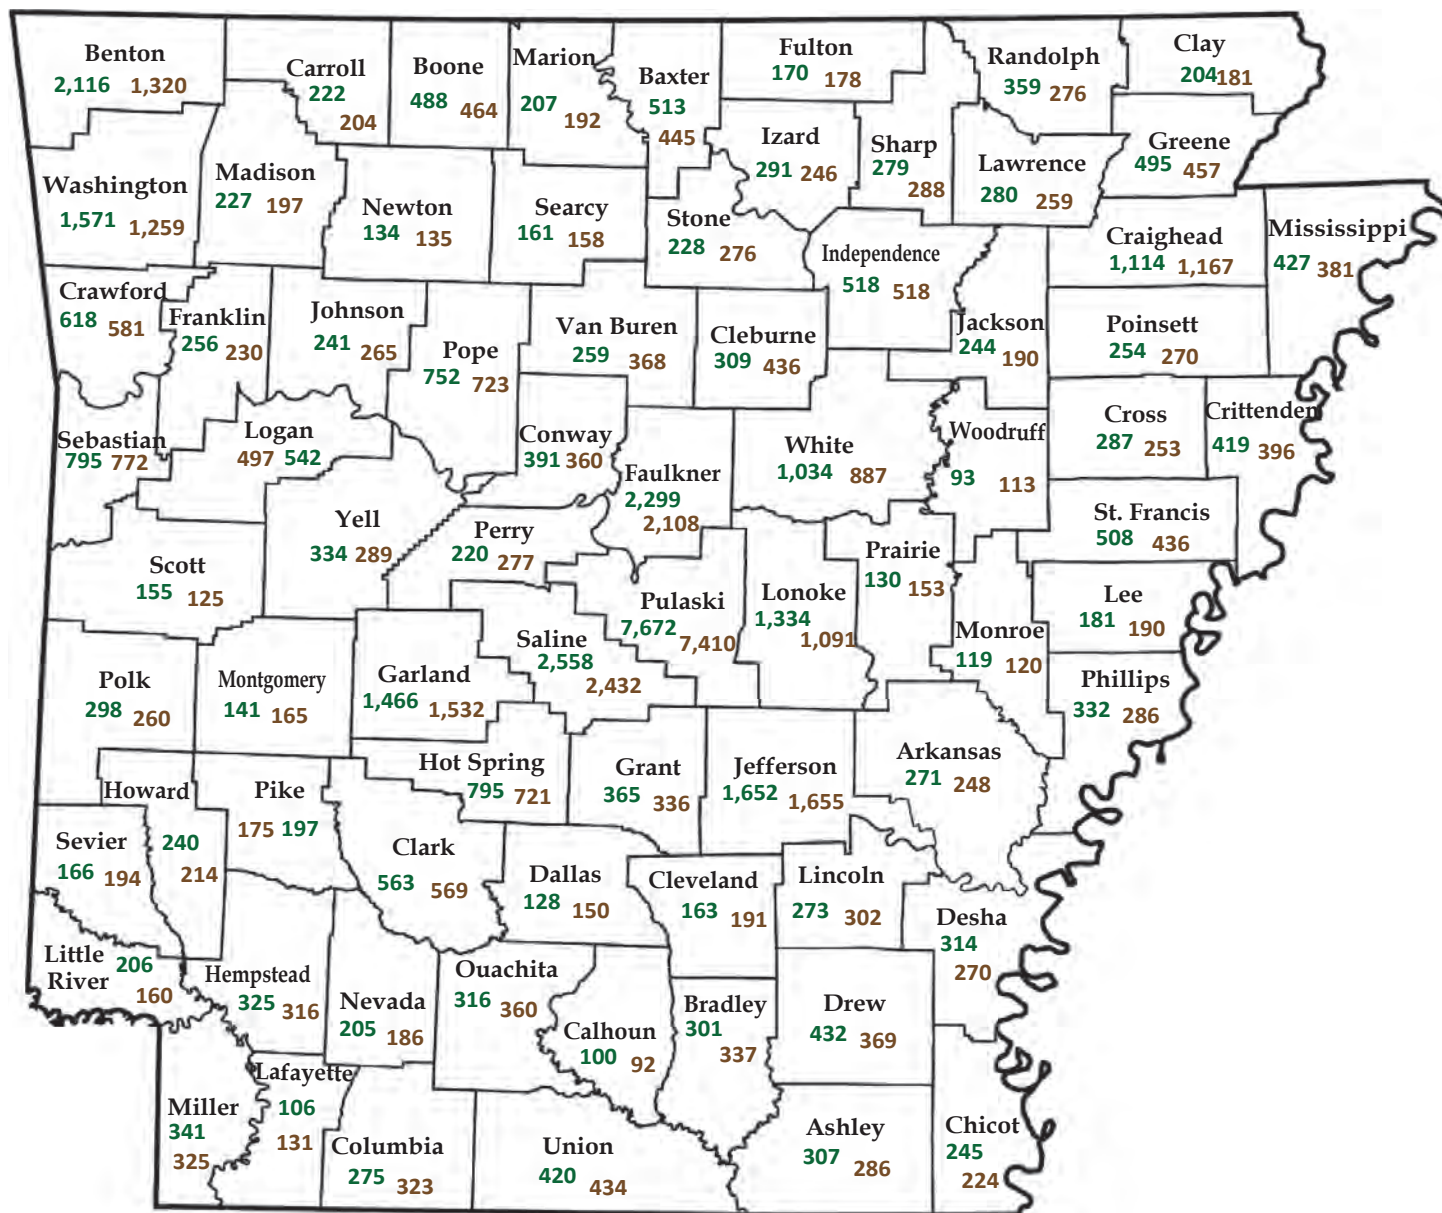 Benton
2,116 1,320
Carroll
222
204
Boone
488 464
Marion
207 192
Baxter
513
445
Fulton
170 178
Randolph
359 276
Clay
204 181
Washington
1,571 1,259
Madison
227 197
Newton
134 135
Searcy
161 158
Stone
228 276
Izard
291 246
Sharp
279
288
Lawrence
280 259
Greene
495 457
Mississippi
427 381
Craighead
1,114 1,167
Independence
518 518
Crawford
618 581
Franklin
256 230
Johnson
241 265
Pope
752 723
Van Buren
259 368
Cleburne
309 436
Jackson
244 190
Poinsett
254 270
Sebastian
795 772
Logan
497 542
Conway
391 360
Faulkner
2,299
2,108
White
1,034 887
Woodruff
93 113
Cross
287 253
Crittenden
419 396
Scott
155 125
Yell
334 289
Perry
220 277
Pulaski
7,672 7,410
Lonoke
1,334
1,091
Prairie
130 153
St. Francis
508 436
Lee
181 190
Monroe
119 120
Phillips
332 286
Polk
298 260
Montgomery
141 165
Garland
1,466 1,532
Saline
2,558
2,432
Hot Spring
795 721
Grant
365 336
Jefferson
1,652 1,655
Arkansas
271 248
Howard
240
214
Pike
175 197
Sevier
166 194
Clark
563 569
Dallas
128 150
Cleveland
163 191
Lincoln
273 302
Desha
314
270
Little
River
206
160
Hempstead
325 316
Nevada
205 186
Ouachita
316 360
Calhoun
100 92
Bradley
301
337
Drew
432 369
Miller
341
325
Lafayette
106
131
Columbia
275 323
Union
420 434
Ashley
307 286
Chicot
245
224